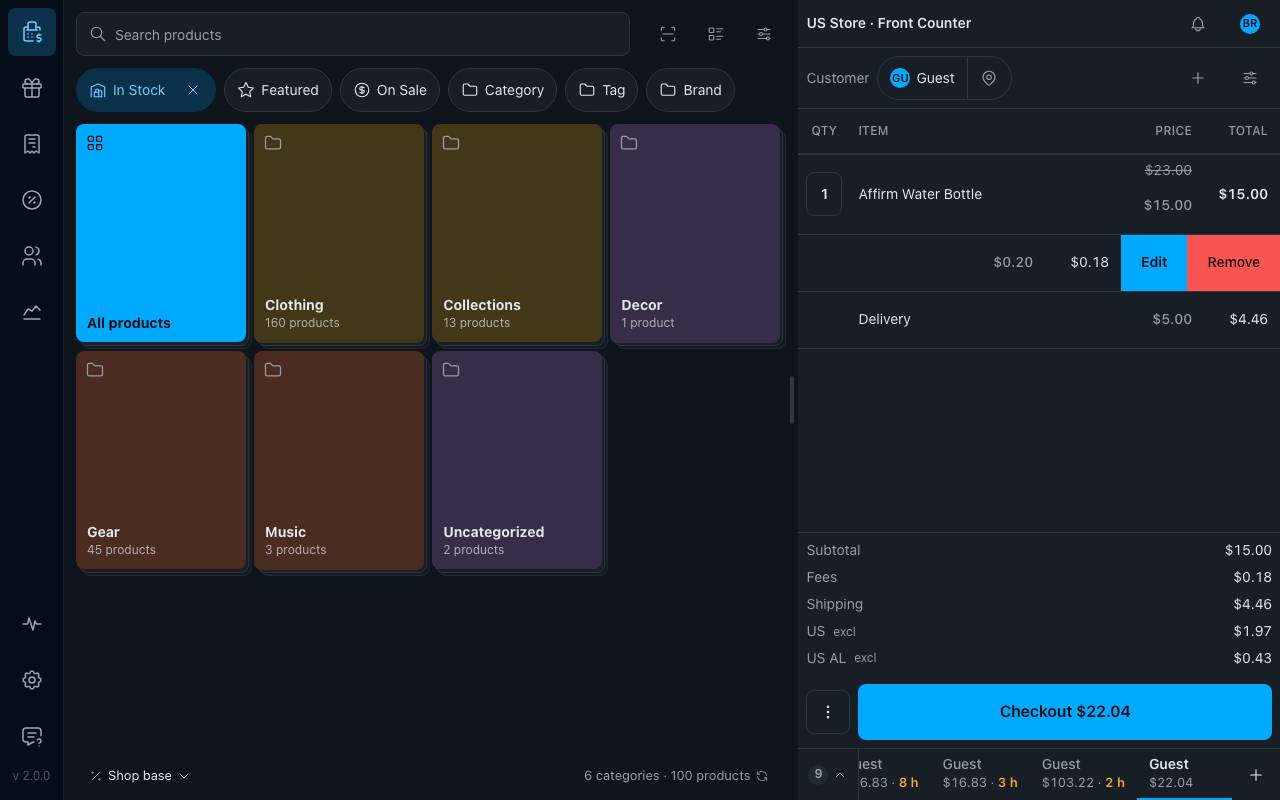 Search products
In Stock
Featured
On Sale
Category
Tag
Brand
All products
Clothing
160 products
Collections
13 products
Decor
1 product
Gear
45 products
Music
3 products
Uncategorized
2 products
v 2.0.0
Shop base
6 categories · 100 products
US Store · Front Counter
BR
Customer
GU Guest
QTY ITEM PRICE TOTAL
$23.00
1 Affirm Water Bottle $15.00
$15.00
$0.20 $0.18 Edit Remove
Delivery $5.00 $4.46
Subtotal $15.00
Fees $0.18
Shipping $4.46
US excl $1.97
US AL excl $0.43
Checkout $22.04
9
uest
6.83 · 8 h
Guest
$16.83 · 3 h
Guest
$103.22 · 2 h
Guest
$22.04